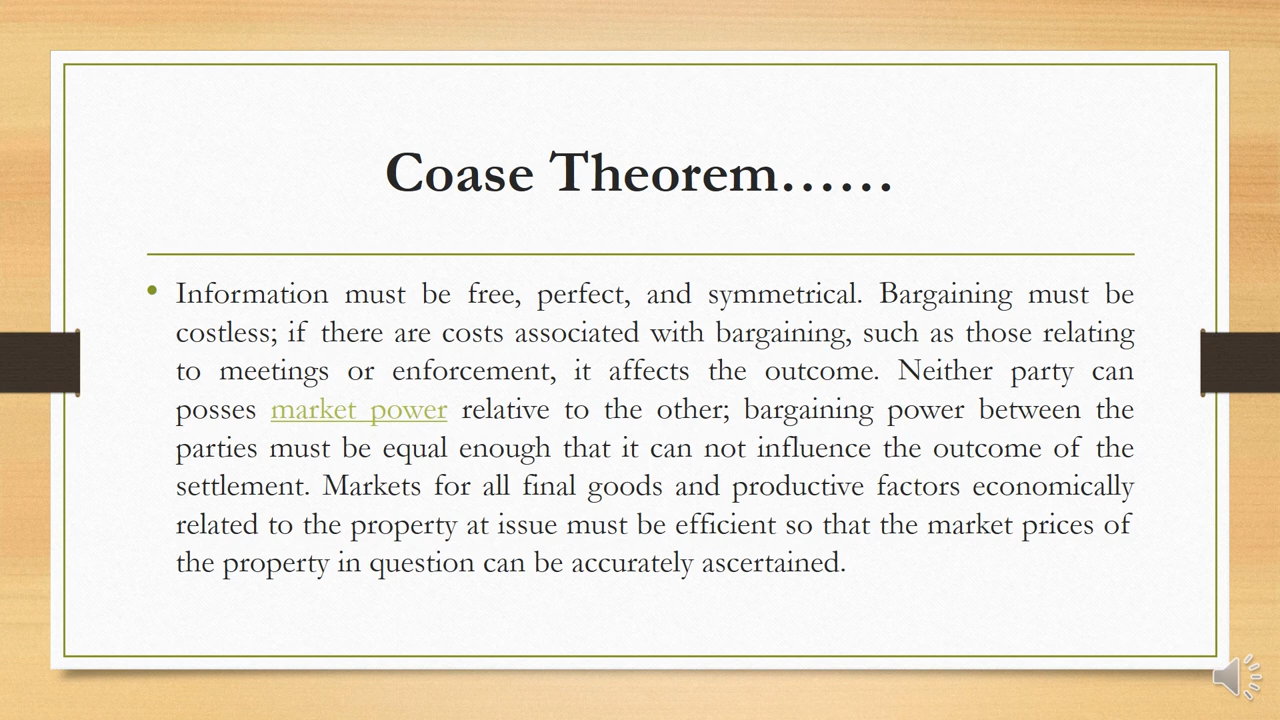 Coase Theorem……
• Information must be free, perfect, and symmetrical. Bargaining must be
costless; if there are costs associated with bargaining, such as those relating
to meetings or enforcement, it affects the outcome. Neither party can
posses market power relative to the other; bargaining power between the
parties must be equal enough that it can not influence the outcome of the
settlement. Markets for all final goods and productive factors economically
related to the property at issue must be efficient so that the market prices of
the property in question can be accurately ascertained.